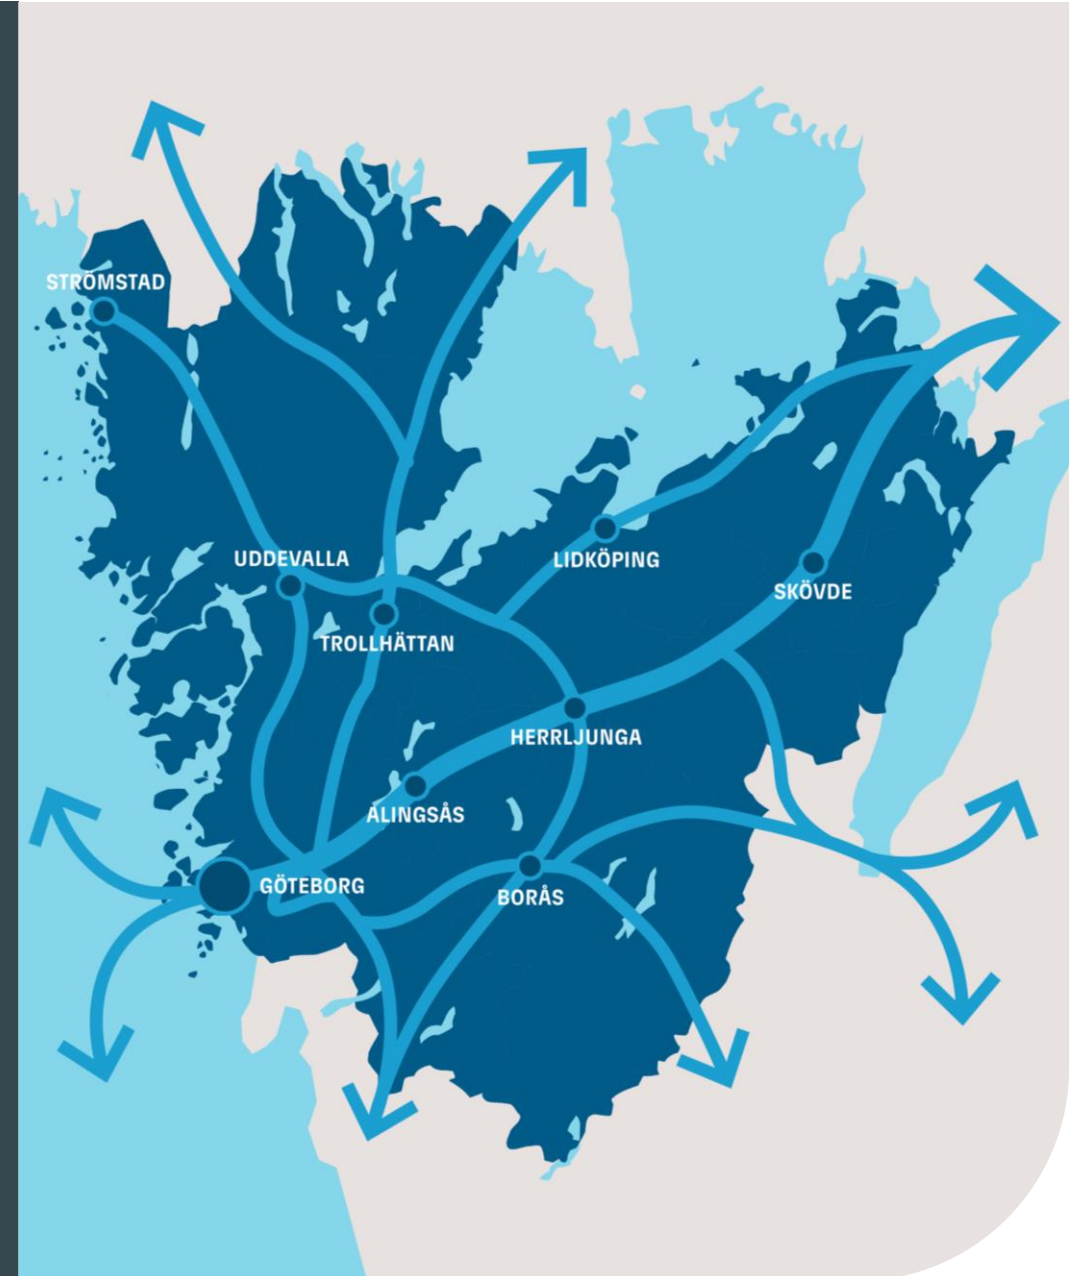 STRÖMSTAD
UDDEVALLA
LIDKÖPING
SKÖVDE
TROLLHÄTTAN
HERRLJUNGA
ALINGSÅS
GÖTEBORG
BORÅS